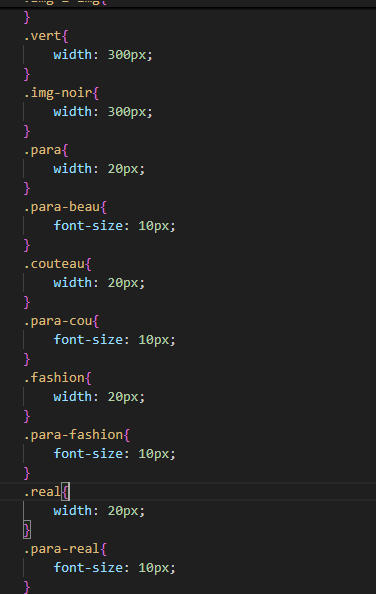 }
.vert{
    width: 300px;
}
.img-noir{
    width: 300px;
}
.para{
    width: 20px;
}
.para-beau{
    font-size: 10px;
}
.couteau{
    width: 20px;
}
.para-cou{
    font-size: 10px;
}
.fashion{
    width: 20px;
}
.para-fashion{
    font-size: 10px;
}
.real{
    width: 20px;
}
.para-real{
    font-size: 10px;
}